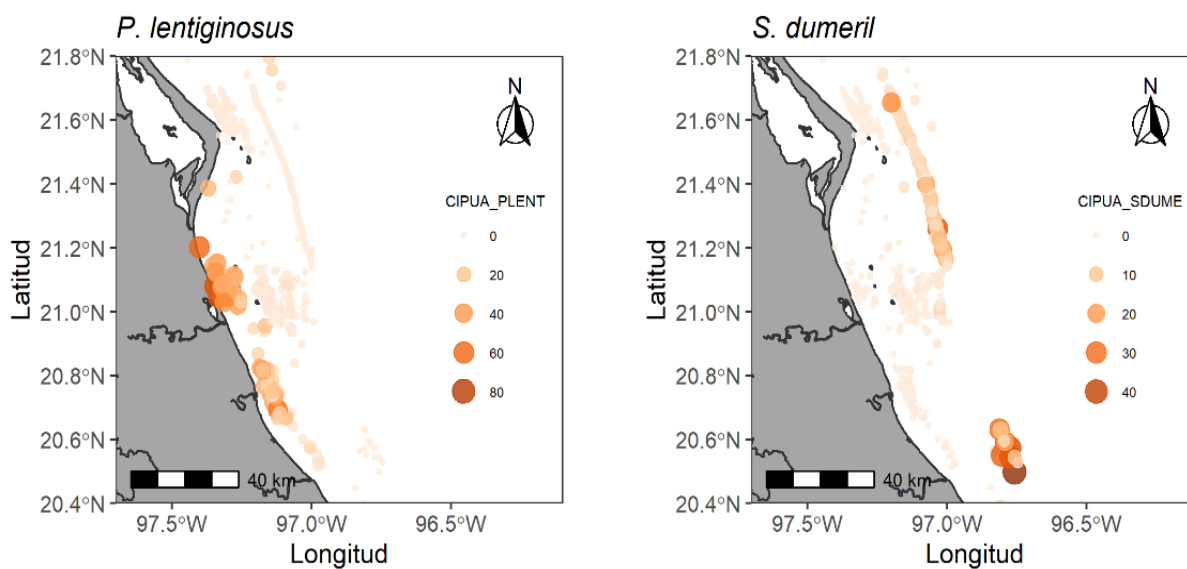 P. lentiginosus
21.8°N
21.6°N
21.4°N
21.2°N
21.0°N
20.8°N
20.6°N
20.4°N
Latitud
N
CIPUA_PLENT
0
20
40
60
80
40 km
97.5°W
97.0°W
96.5°W
Longitud
S. dumeril
21.8°N
21.6°N
21.4°N
21.2°N
21.0°N
20.8°N
20.6°N
20.4°N
Latitud
N
CIPUA_SDUME
0
10
20
30
40
40 km
97.5°W
97.0°W
96.5°W
Longitud